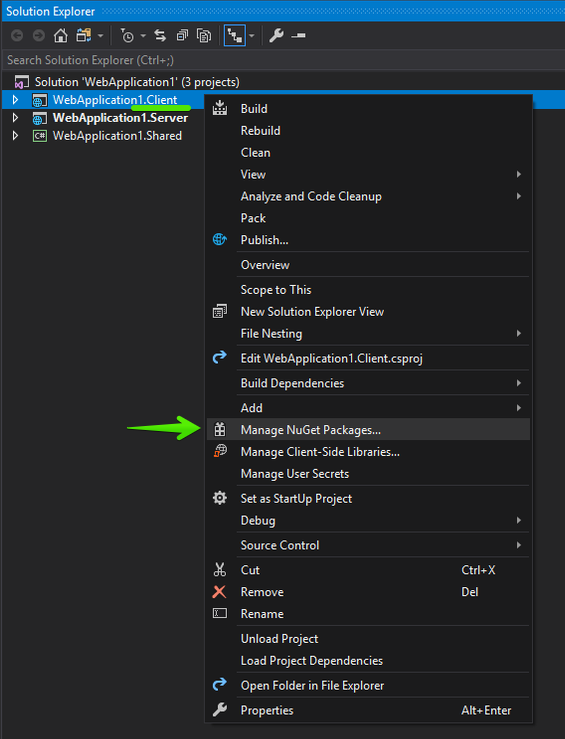 Solution Explorer
Search Solution Explorer (Ctrl+;)
Solution 'WebApplication1' (3 projects)
WebApplication1.Client
WebApplication1.Server
C# WebApplication1.Shared
Build
Rebuild
Clean
View
Analyze and Code Cleanup
Pack
Publish...
Overview
Scope to This
New Solution Explorer View
File Nesting
Edit WebApplication1.Client.csproj
Build Dependencies
Add
Manage NuGet Packages...
Manage Client-Side Libraries...
Manage User Secrets
Set as StartUp Project
Debug
Source Control
Cut Ctrl+X
Remove Del
Rename
Unload Project
Load Project Dependencies
Open Folder in File Explorer
Properties Alt+Enter